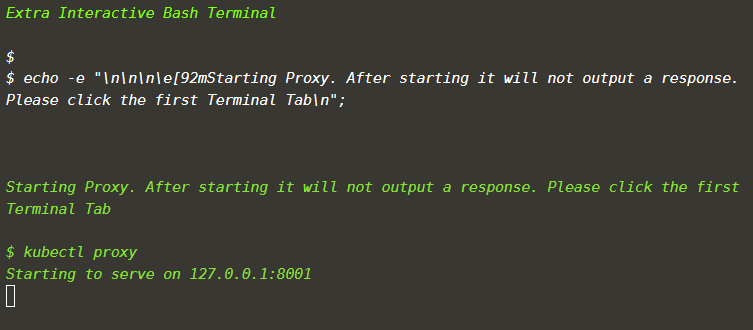 Extra Interactive Bash Terminal
$
$ echo -e "\n\n\n\e[92mStarting Proxy. After starting it will not output a response.
Please click the first Terminal Tab\n";
Starting Proxy. After starting it will not output a response. Please click the first
Terminal Tab
$ kubectl proxy
Starting to serve on 127.0.0.1:8001